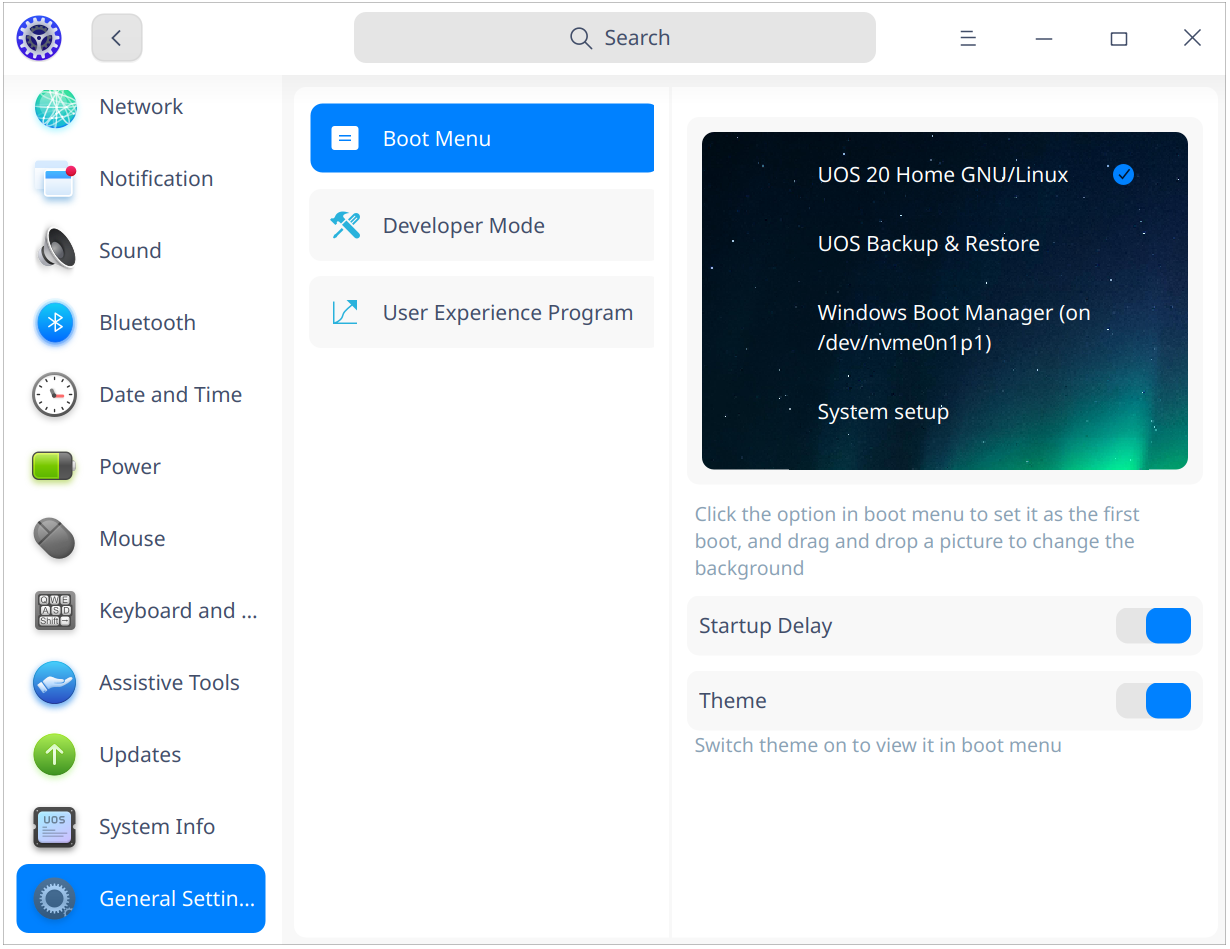 Search
Network
Notification
Sound
Bluetooth
Date and Time
Power
Mouse
Keyboard and ...
Assistive Tools
Updates
UOS
System Info
General Settin...
Boot Menu
Developer Mode
User Experience Program
UOS 20 Home GNU/Linux
UOS Backup & Restore
Windows Boot Manager (on
/dev/nvme0n1p1)
System setup
Click the option in boot menu to set it as the first
boot, and drag and drop a picture to change the
background
Startup Delay
Theme
Switch theme on to view it in boot menu